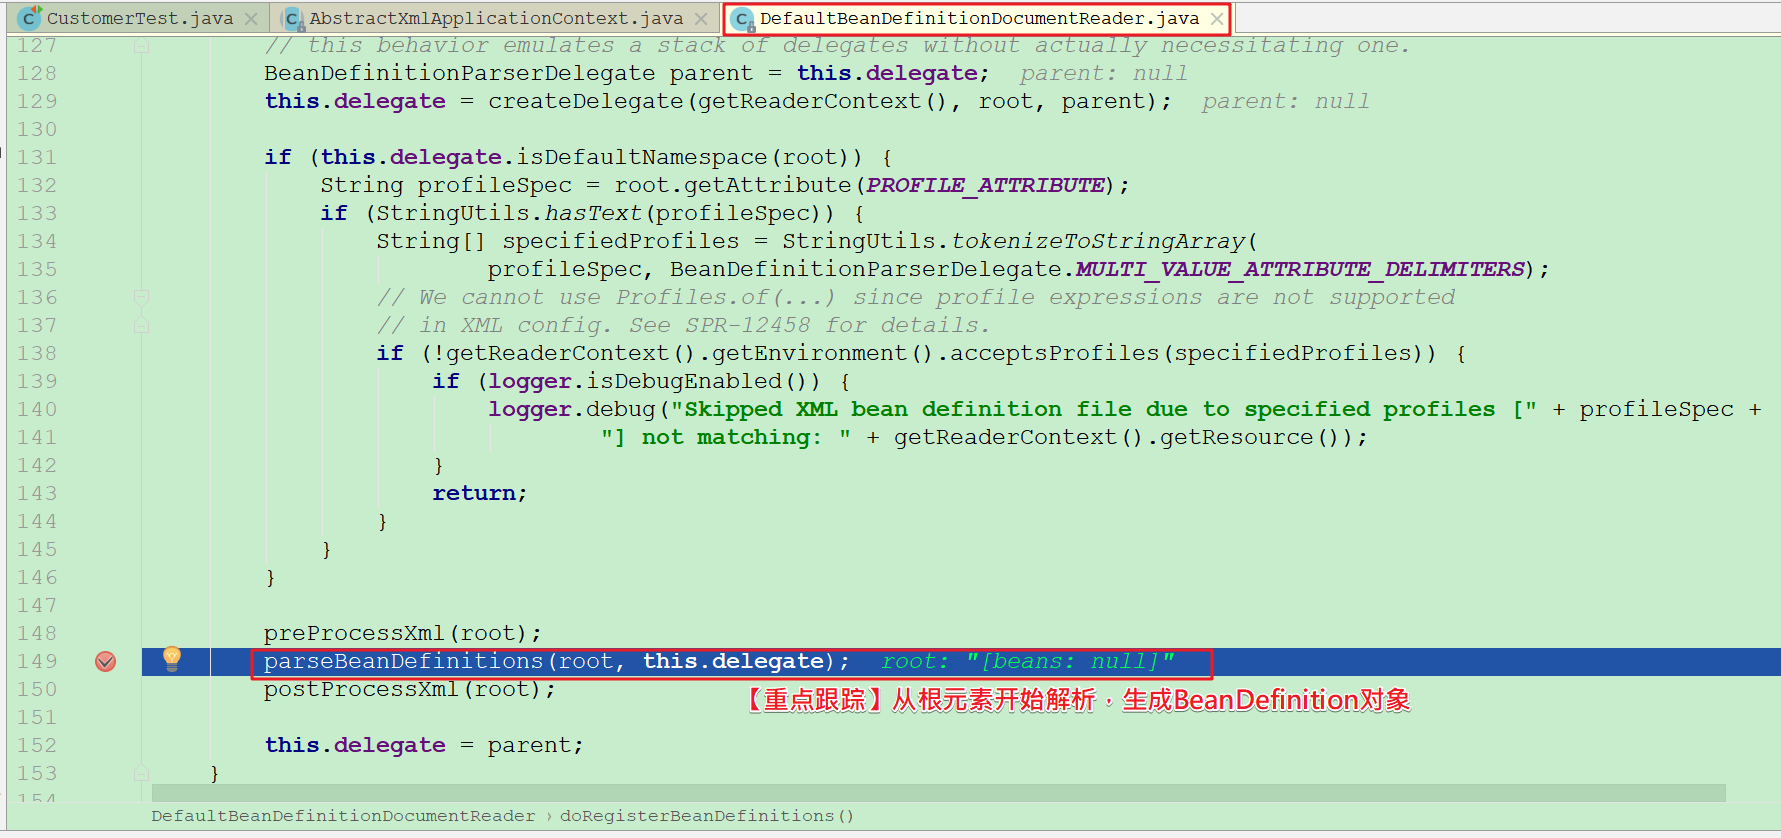 CustomerTest.java AbstractXmlApplicationContext.java DefaultBeanDefinitionDocumentReader.java
127 // this behavior emulates a stack of delegates without actually necessitating one.
128 BeanDefinitionParserDelegate parent = this.delegate; parent: null
129 this.delegate = createDelegate(getReaderContext(), root, parent); parent: null
130
131 if (this.delegate.isDefaultNamespace(root)) {
132 String profileSpec = root.getAttribute(PROFILE_ATTRIBUTE);
133 if (StringUtils.hasText(profileSpec)) {
134 String[] specifiedProfiles = StringUtils.tokenizeToStringArray(
135 profileSpec, BeanDefinitionParserDelegate.MULTI_VALUE_ATTRIBUTE_DELIMITERS);
136 // We cannot use Profiles.of(...) since profile expressions are not supported
137 // in XML config. See SPR-12458 for details.
138 if (!getReaderContext().getEnvironment().acceptsProfiles(specifiedProfiles)) {
139 if (logger.isDebugEnabled()) {
140 logger.debug("Skipped XML bean definition file due to specified profiles [" + profileSpec +
141 "] not matching: " + getReaderContext().getResource());
142 }
143 return;
144 }
145 }
146 }
147
148 preProcessXml(root);
149 parseBeanDefinitions(root, this.delegate); root: "[beans: null]"
150 postProcessXml(root);
【重点跟踪】从根元素开始解析，生成BeanDefinition对象
151
152 this.delegate = parent;
153 }
154
DefaultBeanDefinitionDocumentReader › doRegisterBeanDefinitions()